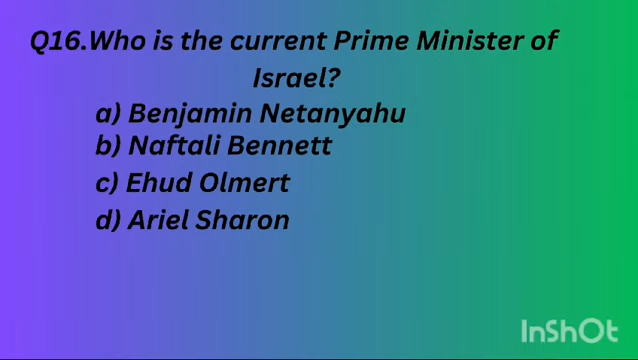 Q16.Who is the current Prime Minister of
Israel?
a) Benjamin Netanyahu
b) Naftali Bennett
c) Ehud Olmert
d) Ariel Sharon
InShOt